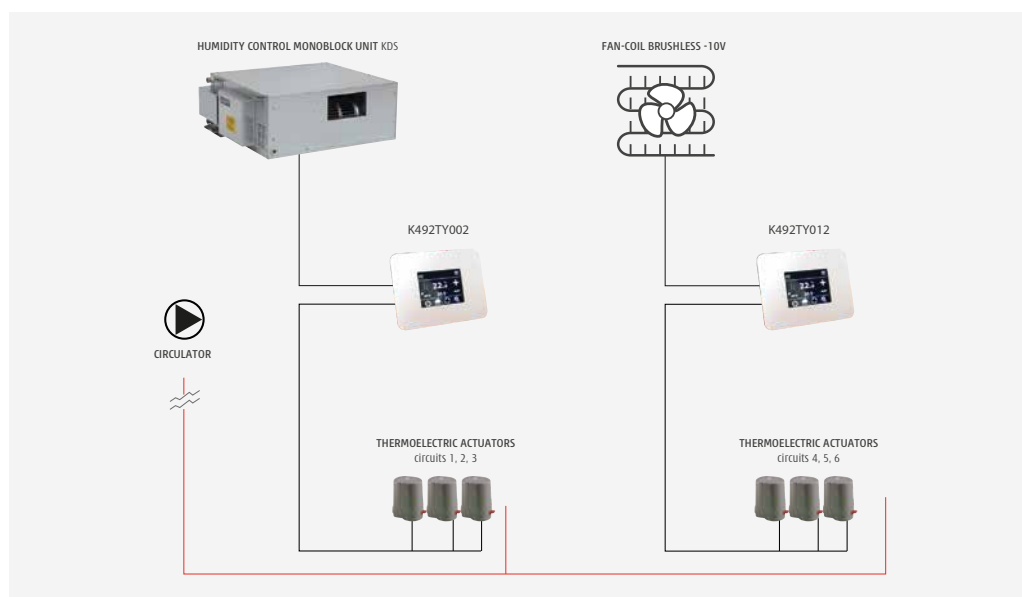 HUMIDITY CONTROL MONOBLOCK UNIT KDS
FAN-COIL BRUSHLESS -10V
K492TY002
K492TY012
CIRCULATOR
THERMOELECTRIC ACTUATORS
circuits 1, 2, 3
THERMOELECTRIC ACTUATORS
circuits 4, 5, 6